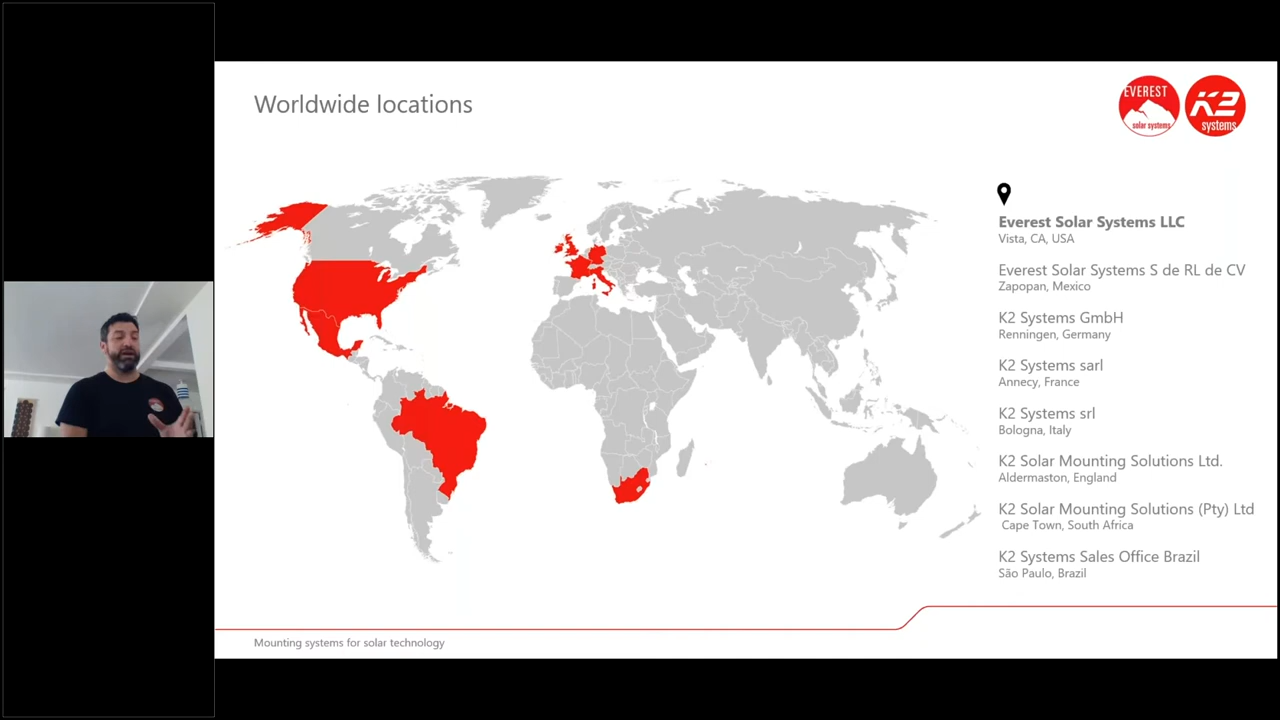 Worldwide locations
EVEREST
solar systems
K2
systems
Everest Solar Systems LLC
Vista, CA, USA
Everest Solar Systems S de RL de CV
Zapopan, Mexico
K2 Systems GmbH
Renningen, Germany
K2 Systems sarl
Annecy, France
K2 Systems srl
Bologna, Italy
K2 Solar Mounting Solutions Ltd.
Aldermaston, England
K2 Solar Mounting Solutions (Pty) Ltd
Cape Town, South Africa
K2 Systems Sales Office Brazil
São Paulo, Brazil
Mounting systems for solar technology